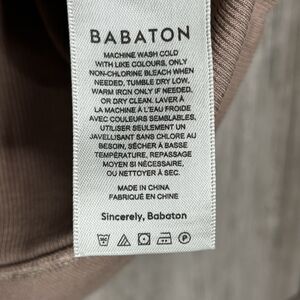 BABATON
MACHINE WASH COLD
WITH LIKE COLOURS, ONLY
NON-CHLORINE BLEACH WHEN
NEEDED, TUMBLE DRY LOW,
WARM IRON ONLY IF NEEDED,
OR DRY CLEAN. LAVER À
LA MACHINE À L'EAU FROIDE
AVEC COULEURS SEMBLABLES,
UTILISER SEULEMENT UN
JAVELLISANT SANS CHLORE AU
BESOIN, SÉCHER À BASSE
TEMPÉRATURE, REPASSAGE
MOYEN SI NÉCESSAIRE,
OU NETTOYER À SEC.
MADE IN CHINA
FABRIQUÉ EN CHINE
Sincerely, Babaton